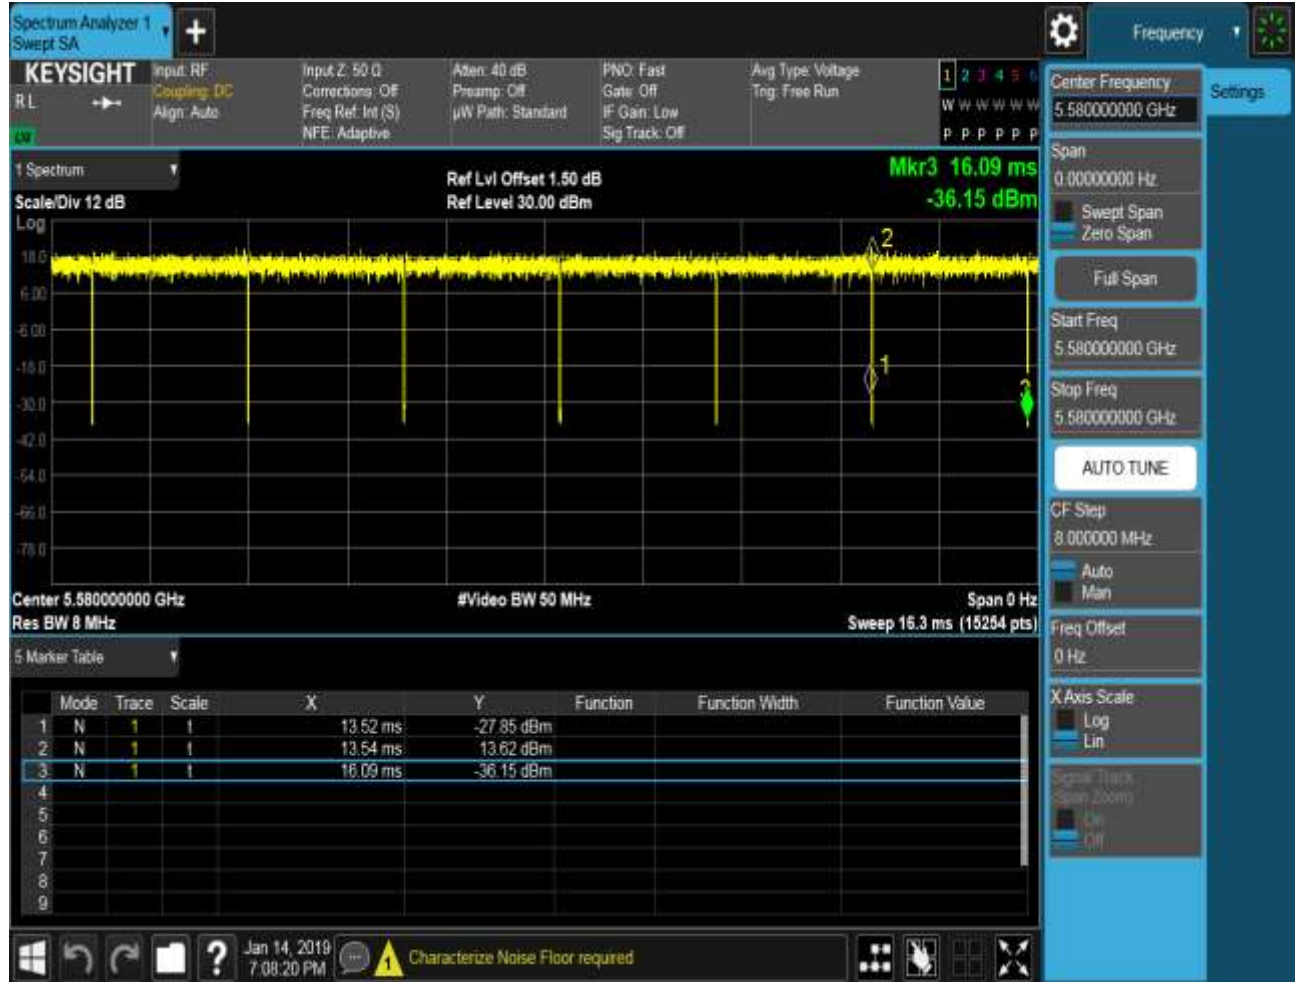 Spectrum Analyzer 1
Swept SA
+
Frequency
KEYSIGHT
RL
Input: RF
Coupling: DC
Align: Auto
Input Z: 50 Ω
Corrections: Off
Freq Ref: Int (S)
NFE: Adaptive
Atten: 40 dB
Preamp: Off
µW Path: Standard
PNO: Fast
Gate: Off
IF Gain: Low
Sig Track: Off
Avg Type: Voltage
Trig: Free Run
1 2 3 4 5 6
W W W W W W
P P P P P P
1 Spectrum
Scale/Div 12 dB
Ref Lvl Offset 1.50 dB
Ref Level 30.00 dBm
Mkr3 16.09 ms
-36.15 dBm
Log
18.0
6.00
-6.00
-18.0
-30.0
-42.0
-54.0
-66.0
-78.0
2
1
3
Center 5.580000000 GHz
#Video BW 50 MHz
Span 0 Hz
Res BW 8 MHz
Sweep 16.3 ms (15254 pts)
5 Marker Table
Mode Trace Scale X Y Function Function Width Function Value
1 N 1 t 13.52 ms -27.85 dBm
2 N 1 t 13.54 ms 13.62 dBm
3 N 1 t 16.09 ms -36.15 dBm
4
5
6
7
8
9
Center Frequency
5.580000000 GHz
Settings
Span
0.00000000 Hz
Swept Span
Zero Span
Full Span
Start Freq
5.580000000 GHz
Stop Freq
5.580000000 GHz
AUTO TUNE
CF Step
8.000000 MHz
Auto
Man
Freq Offset
0 Hz
X Axis Scale
Log
Lin
Signal Track
(Span Zoom)
On
Off
?
Jan 14, 2019
7:08:20 PM
1
Characterize Noise Floor required